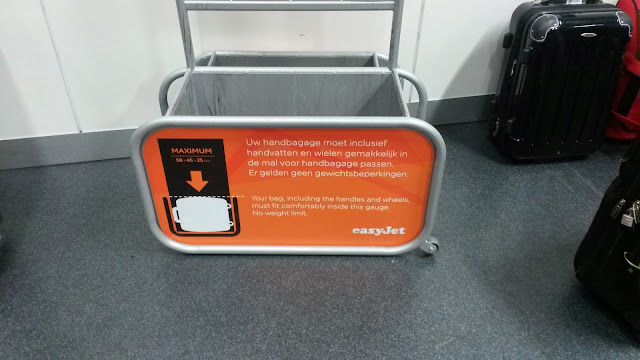 MAXIMUM
56 x 45 x 25 cm
Uw handbagage moet inclusief
handvatten en wielen gemakkelijk in
de mal voor handbagage passen.
Er gelden geen gewichtsbeperkingen.
Your bag, including the handles and wheels,
must fit comfortably inside this gauge.
No weight limit.
easyJet